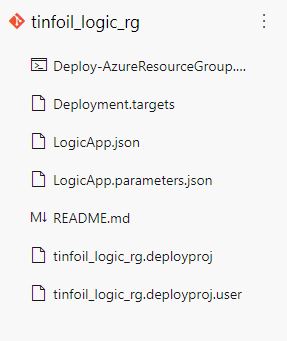 tinfoil_logic_rg
Deploy-AzureResourceGroup....
Deployment.targets
LogicApp.json
LogicApp.parameters.json
M↓ README.md
tinfoil_logic_rg.deployproj
tinfoil_logic_rg.deployproj.user